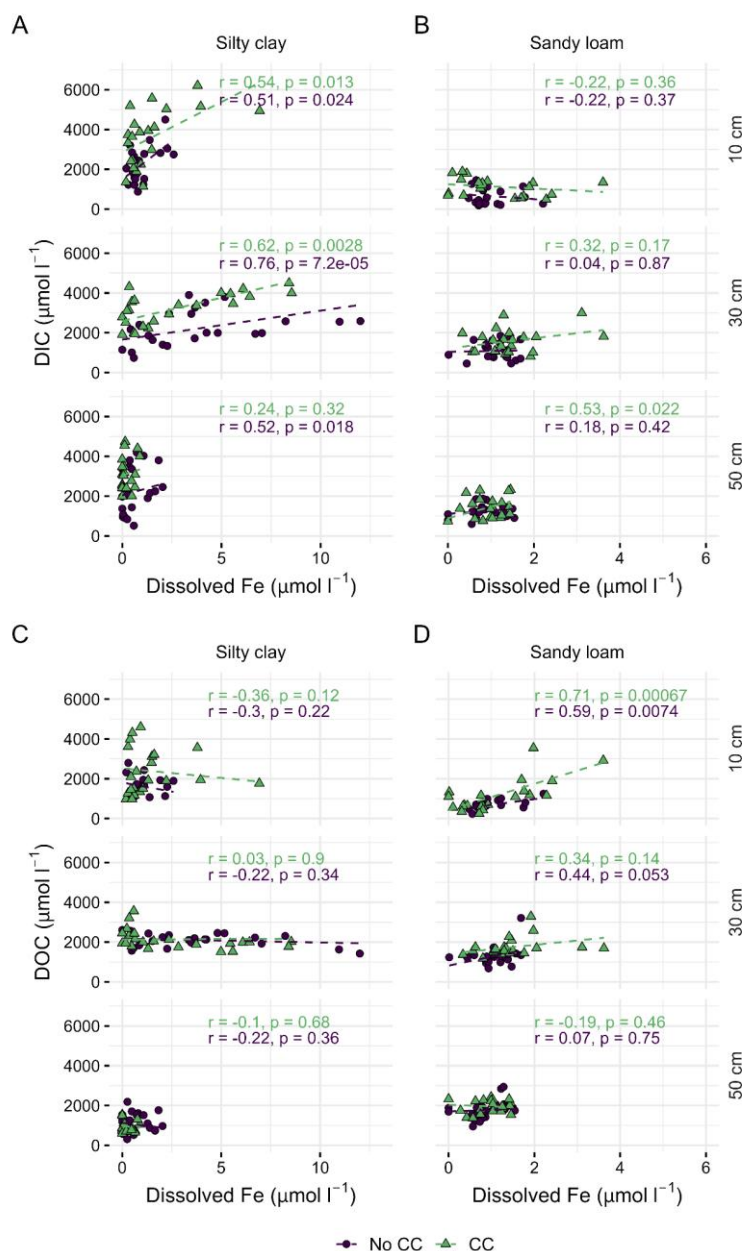 A
B
Silty clay
Sandy loam
6000
4000
2000
0
r = 0.54, p = 0.013
r = 0.51, p = 0.024
r = -0.22, p = 0.36
r = -0.22, p = 0.37
10 cm
6000
4000
2000
0
r = 0.62, p = 0.0028
r = 0.76, p = 7.2e-05
r = 0.32, p = 0.17
r = 0.04, p = 0.87
30 cm
DIC (µmol l⁻¹)
6000
4000
2000
0
r = 0.24, p = 0.32
r = 0.52, p = 0.018
r = 0.53, p = 0.022
r = 0.18, p = 0.42
50 cm
0 5 10
0 2 4 6
Dissolved Fe (µmol l⁻¹)
Dissolved Fe (µmol l⁻¹)
C
D
Silty clay
Sandy loam
6000
4000
2000
0
r = -0.36, p = 0.12
r = -0.3, p = 0.22
r = 0.71, p = 0.00067
r = 0.59, p = 0.0074
10 cm
6000
4000
2000
0
r = 0.03, p = 0.9
r = -0.22, p = 0.34
r = 0.34, p = 0.14
r = 0.44, p = 0.053
30 cm
DOC (µmol l⁻¹)
6000
4000
2000
0
r = -0.1, p = 0.68
r = -0.22, p = 0.36
r = -0.19, p = 0.46
r = 0.07, p = 0.75
50 cm
0 5 10
0 2 4 6
Dissolved Fe (µmol l⁻¹)
Dissolved Fe (µmol l⁻¹)
No CC CC